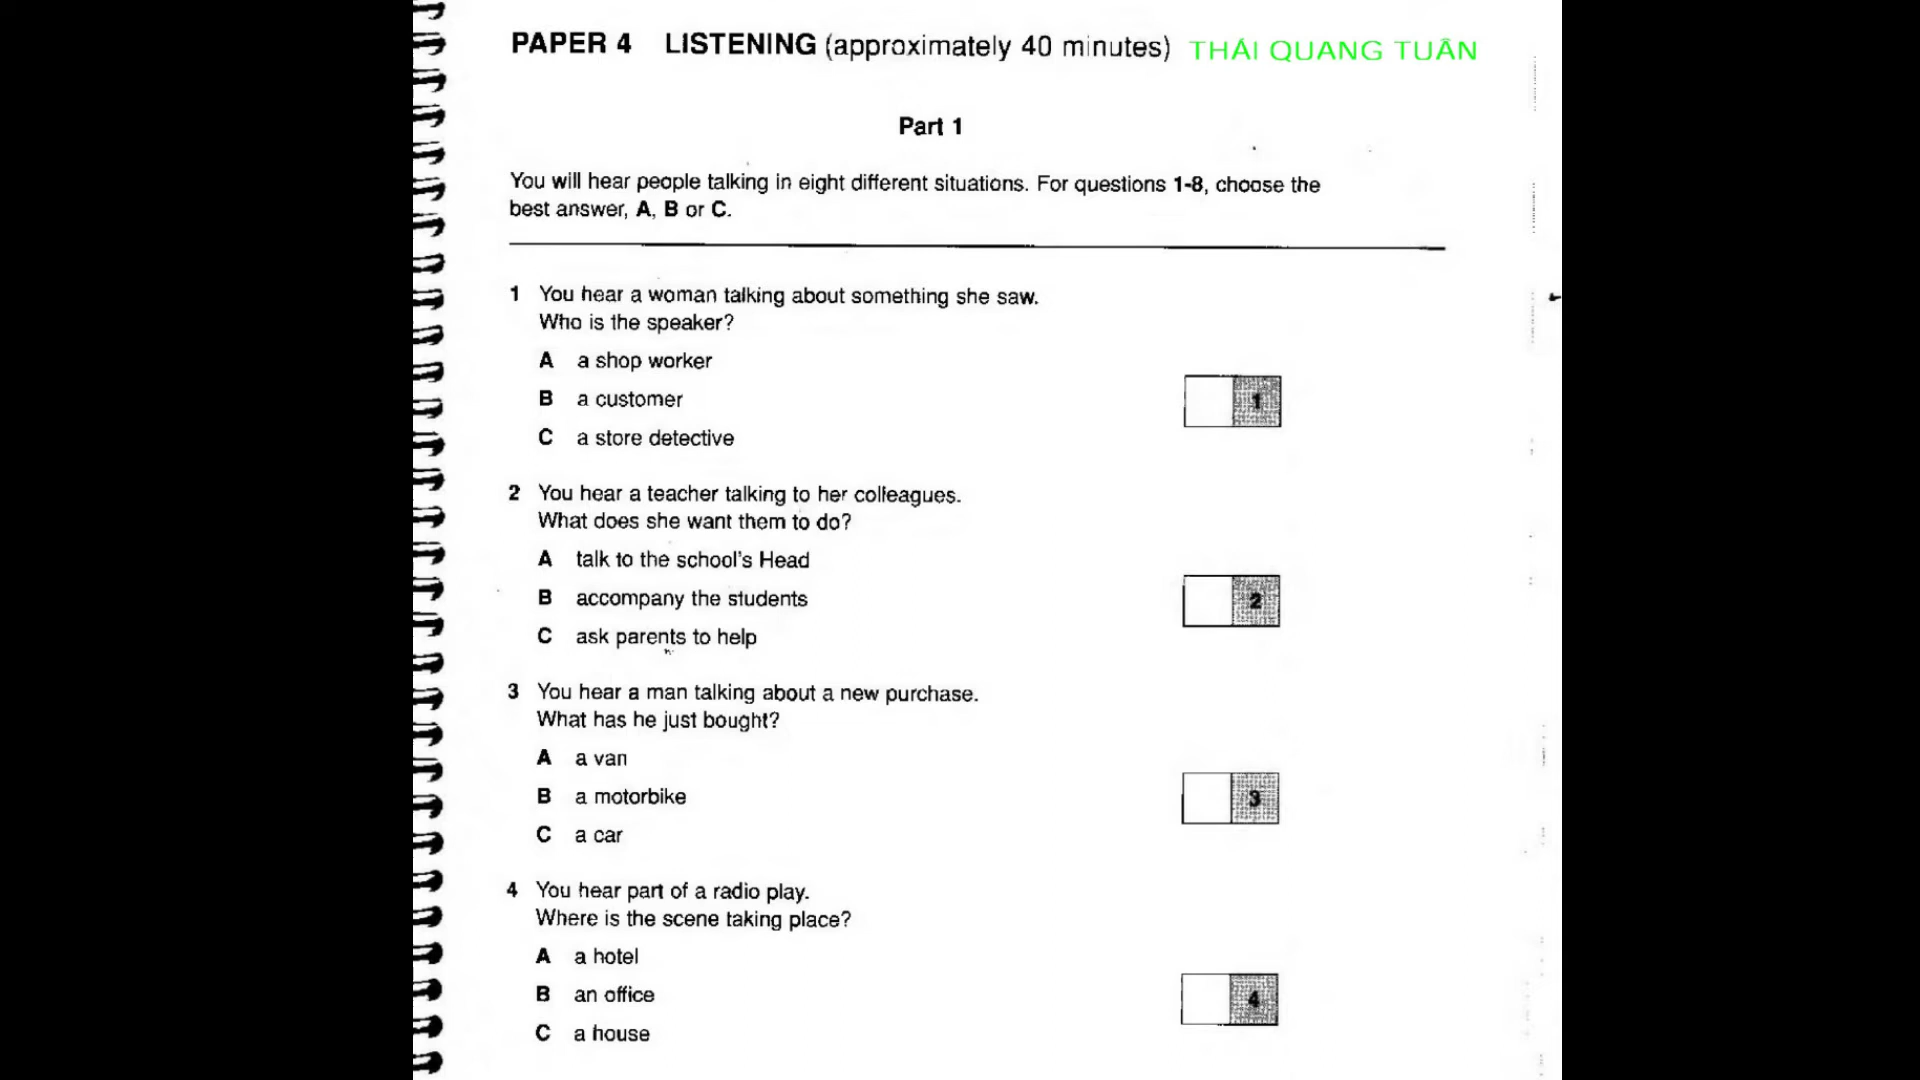 PAPER 4 LISTENING (approximately 40 minutes) THÁI QUANG TUẤN
Part 1
You will hear people talking in eight different situations. For questions 1-8, choose the
best answer, A, B or C.
1 You hear a woman talking about something she saw.
Who is the speaker?
A a shop worker
B a customer
C a store detective
1
2 You hear a teacher talking to her colleagues.
What does she want them to do?
A talk to the school's Head
B accompany the students
C ask parents to help
2
3 You hear a man talking about a new purchase.
What has he just bought?
A a van
B a motorbike
C a car
3
4 You hear part of a radio play.
Where is the scene taking place?
A a hotel
B an office
C a house
4